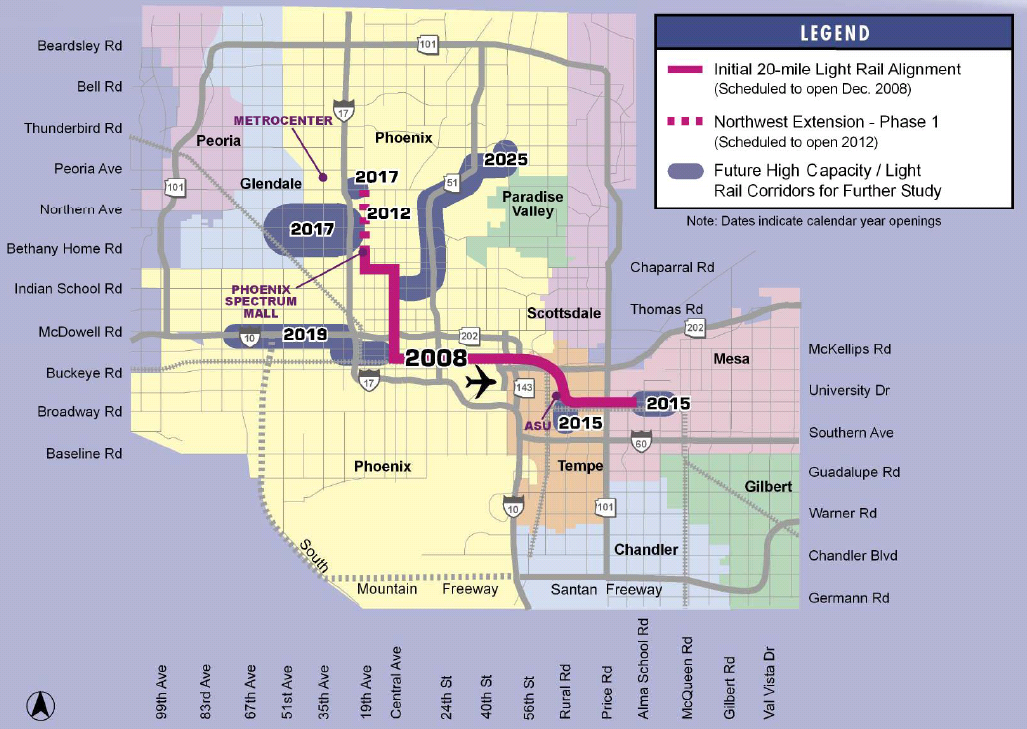 LEGEND
Initial 20-mile Light Rail Alignment
(Scheduled to open Dec. 2008)
Northwest Extension - Phase 1
(Scheduled to open 2012)
Future High Capacity / Light
Rail Corridors for Further Study
Note: Dates indicate calendar year openings
Beardsley Rd
Bell Rd
Thunderbird Rd
Peoria Ave
Northern Ave
Bethany Home Rd
Indian School Rd
McDowell Rd
Buckeye Rd
Broadway Rd
Baseline Rd
101
17
METROCENTER
Phoenix
Peoria
2025
101
Glendale
2017
51
Paradise
Valley
2012
2017
PHOENIX
SPECTRUM
MALL
Scottsdale
Chaparral Rd
Thomas Rd
202
10
2019
202
2008
Mesa
17
143
2015
ASU
2015
60
Phoenix
Tempe
Gilbert
10
101
Chandler
South
Mountain
Freeway
Santan Freeway
McKellips Rd
University Dr
Southern Ave
Guadalupe Rd
Warner Rd
Chandler Blvd
Germann Rd
99th Ave
83rd Ave
67th Ave
51st Ave
35th Ave
19th Ave
Central Ave
24th St
40th St
56th St
Rural Rd
Price Rd
Alma School Rd
McQueen Rd
Gilbert Rd
Val Vista Dr